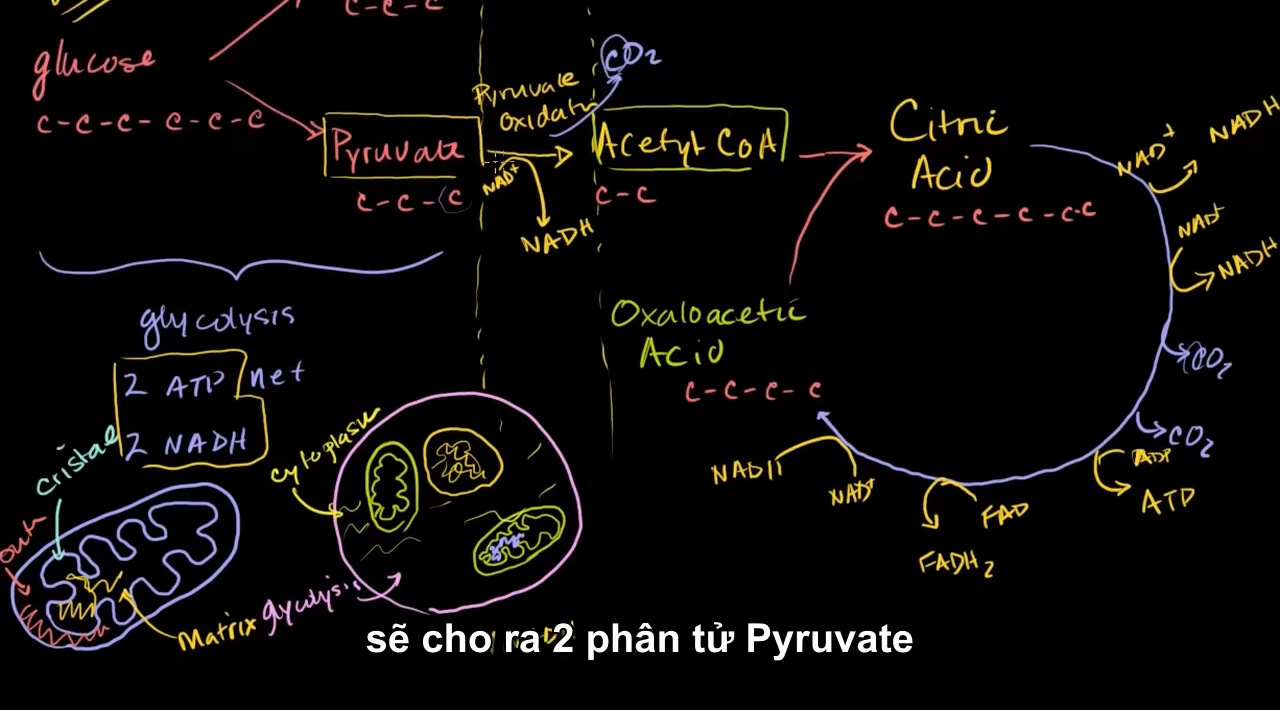 C-C-C
glucose
C-C-C-C-C-C
Pyruvate
C-C-C
Pyruvate
oxidati
CO2
NAD+
NADH
Acetyl CoA
C-C
Citric
Acid
C-C-C-C-C-C
NAD+
NADH
NAD+
NADH
CO2
CO2
ADP
ATP
FAD
FADH2
NAD+
NADH
Oxaloacetic
Acid
C-C-C-C
glycolysis
2 ATP net
2 NADH
cristae
Matrix
cytoplasm
glycolysis
sẽ cho ra 2 phân tử Pyruvate